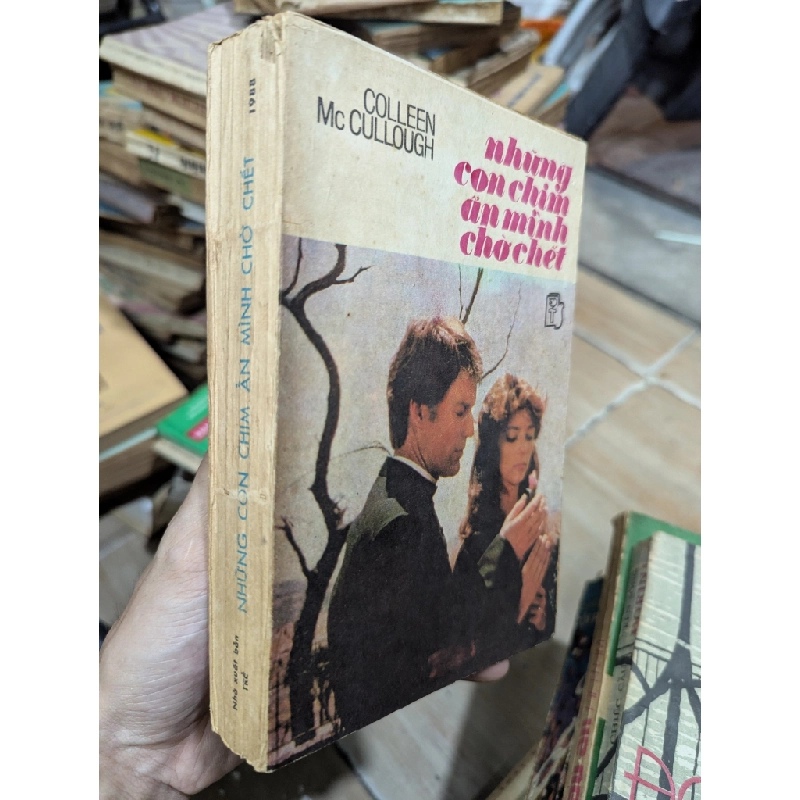 COLLEEN
Mc CULLOUGH
những
con chim
ẩn mình
chờ chết
NHỮNG CON CHIM ẨN MÌNH CHỜ CHẾT
1988
Nhà xuất bản
TRẺ